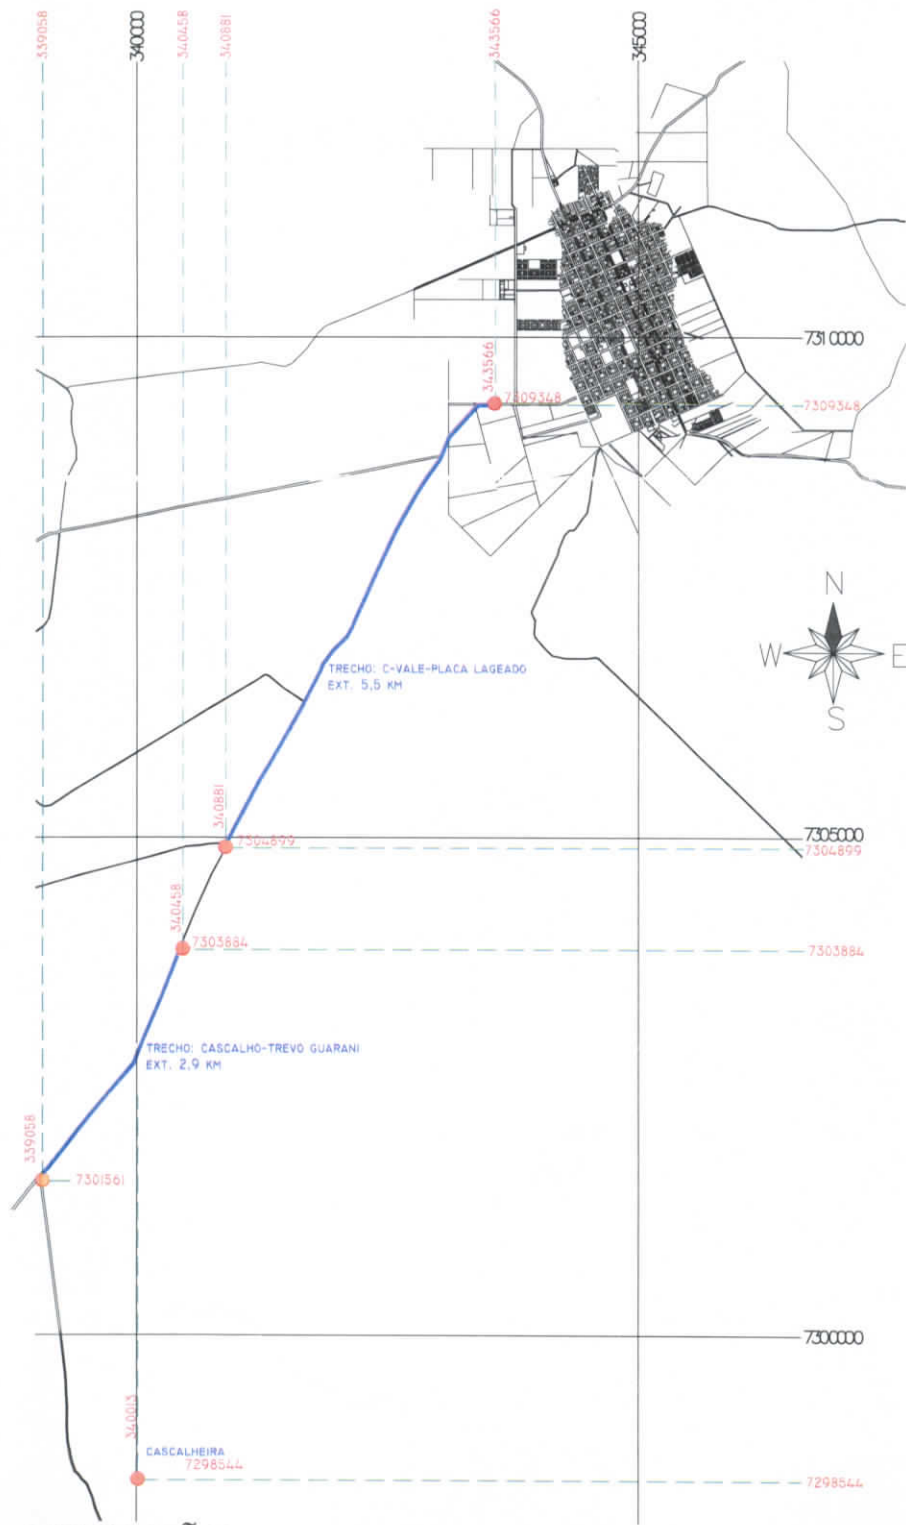 339058
340000
340458
340881
343566
345000
7310000
343566
7309348
7309348
N
W
E
S
TRECHO: C-VALE-PLACA LAGEADO
EXT. 5,5 KM
340881
7305000
7304899
7304899
340458
7303884
7303884
TRECHO: CASCALHO-TREVO GUARANI
EXT. 2,9 KM
339058
7301561
7300000
340013
CASCALHEIRA
7298544
7298544